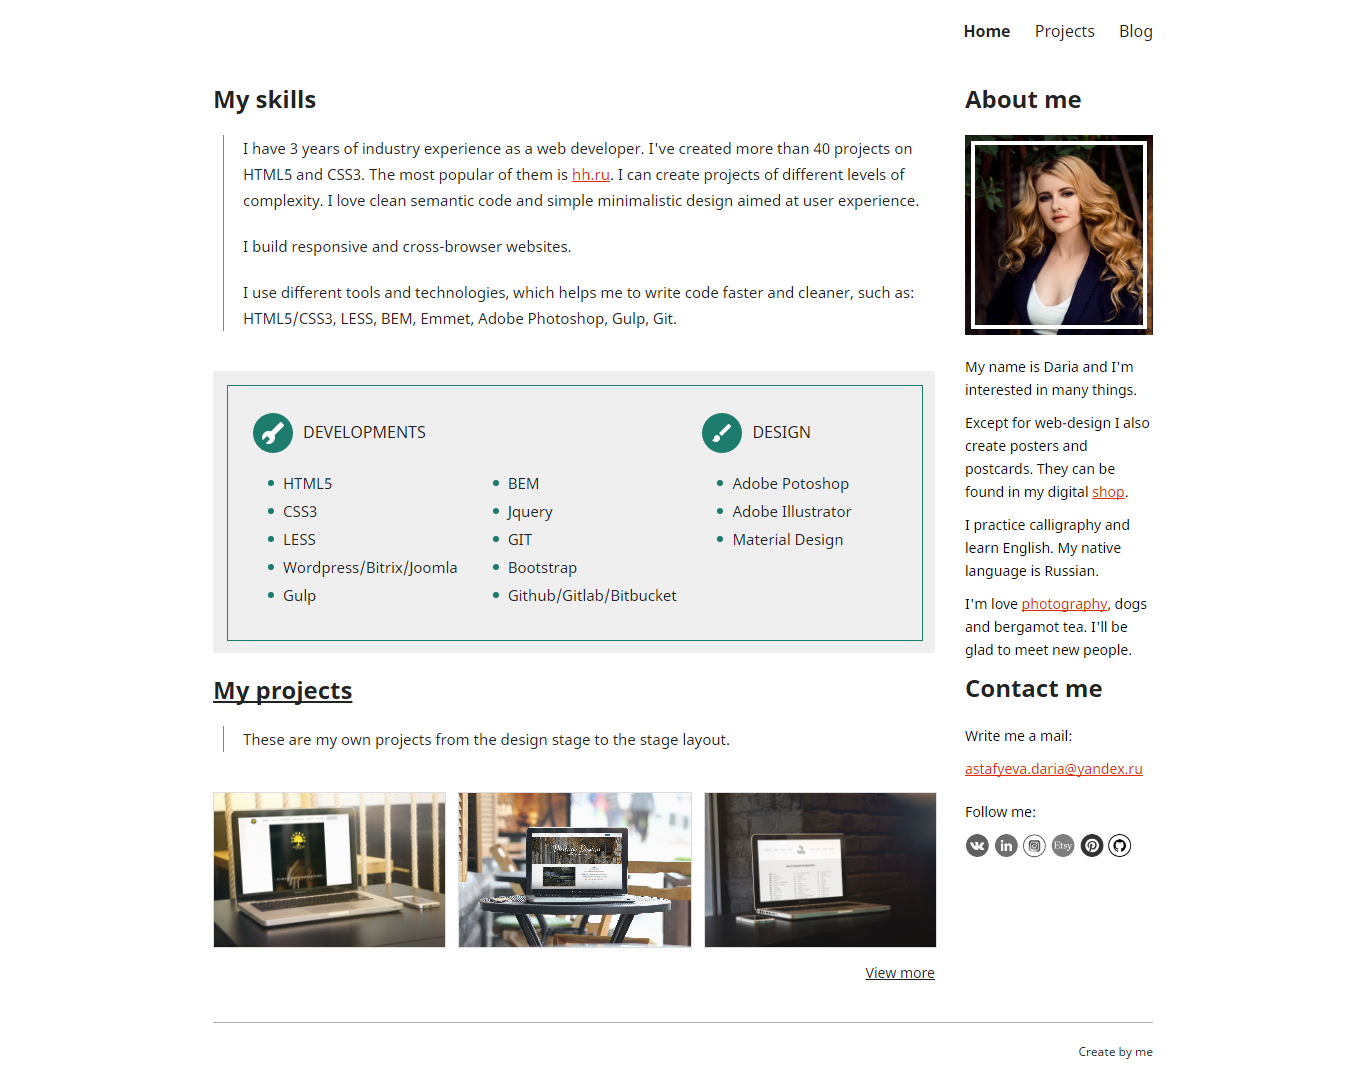 Home Projects Blog
My skills
I have 3 years of industry experience as a web developer. I've created more than 40 projects on
HTML5 and CSS3. The most popular of them is hh.ru. I can create projects of different levels of
complexity. I love clean semantic code and simple minimalistic design aimed at user experience.
I build responsive and cross-browser websites.
I use different tools and technologies, which helps me to write code faster and cleaner, such as:
HTML5/CSS3, LESS, BEM, Emmet, Adobe Photoshop, Gulp, Git.
DEVELOPMENTS
HTML5
CSS3
LESS
Wordpress/Bitrix/Joomla
Gulp
BEM
Jquery
GIT
Bootstrap
Github/Gitlab/Bitbucket
DESIGN
Adobe Potoshop
Adobe Illustrator
Material Design
My projects
These are my own projects from the design stage to the stage layout.
View more
About me
My name is Daria and I'm
interested in many things.
Except for web-design I also
create posters and
postcards. They can be
found in my digital shop.
I practice calligraphy and
learn English. My native
language is Russian.
I'm love photography, dogs
and bergamot tea. I'll be
glad to meet new people.
Contact me
Write me a mail:
astafyeva.daria@yandex.ru
Follow me:
in
Etsy
Create by me